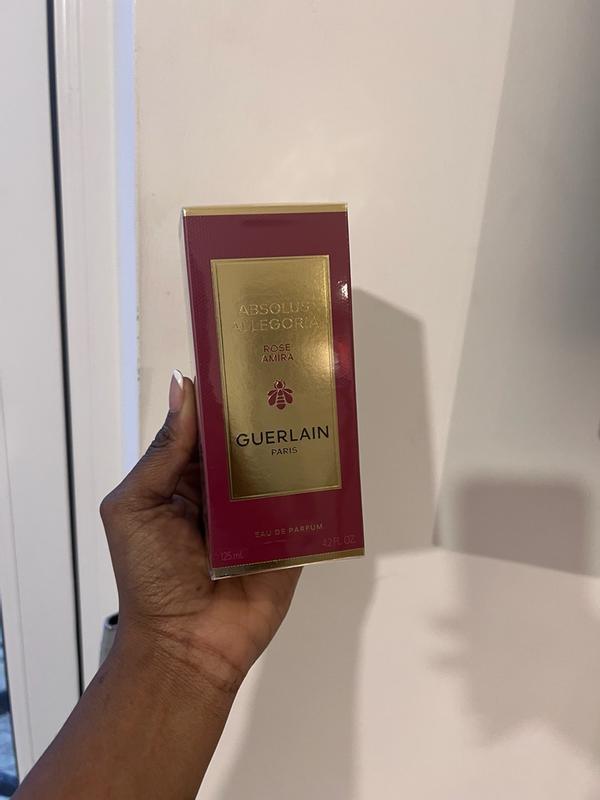 ABSOLUS
ALLEGORIA
ROSE
AMIRA
GUERLAIN
PARIS
EAU DE PARFUM
125 ml
4.2 FL. OZ.